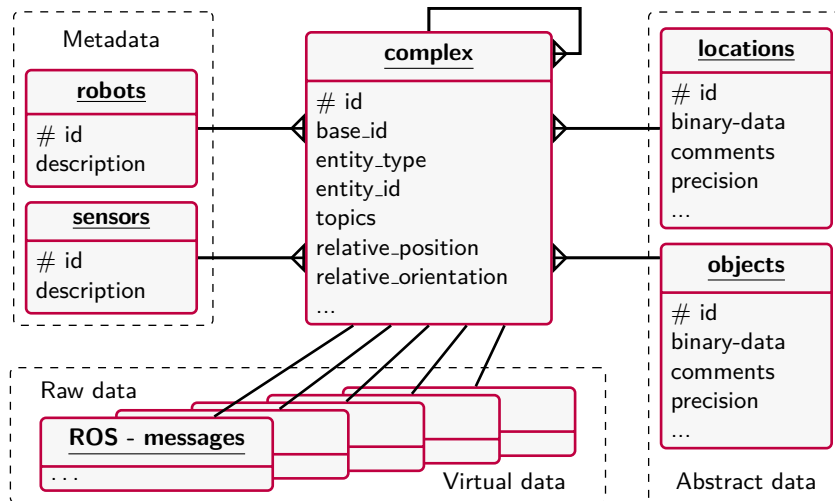 Metadata
robots
# id
description
sensors
# id
description
complex
# id
base_id
entity_type
entity_id
topics
relative_position
relative_orientation
...
locations
# id
binary-data
comments
precision
...
objects
# id
binary-data
comments
precision
...
Abstract data
Raw data
ROS - messages
. . .
Virtual data